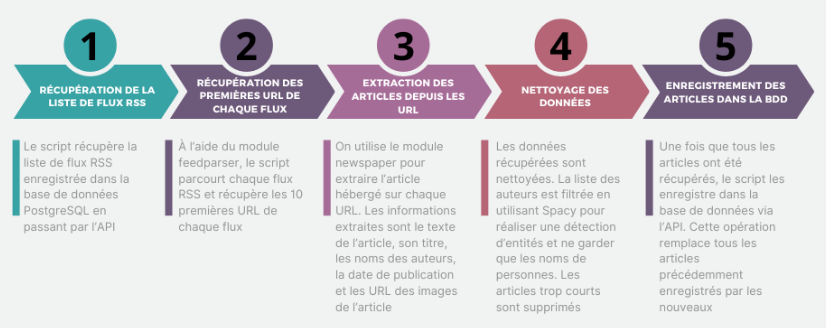 1
RÉCUPÉRATION DE LA
LISTE DE FLUX RSS
Le script récupère la
liste de flux RSS
enregistrée dans la
base de données
PostgreSQL en
passant par l'API
2
RÉCUPÉRATION DES
PREMIÈRES URL DE
CHAQUE FLUX
À l'aide du module
feedparser, le script
parcourt chaque flux
RSS et récupère les 10
premières URL de
chaque flux
3
EXTRACTION DES
ARTICLES DEPUIS LES
URL
On utilise le module
newspaper pour
extraire l'article
hébergé sur chaque
URL. Les informations
extraites sont le texte
de l'article, son titre,
les noms des auteurs,
la date de publication
et les URL des images
de l'article
4
NETTOYAGE DES
DONNÉES
Les données
récupérées sont
nettoyées. La liste des
auteurs est filtrée en
utilisant Spacy pour
réaliser une détection
d'entités et ne garder
que les noms de
personnes. Les
articles trop courts
sont supprimés
5
ENREGISTREMENT DES
ARTICLES DANS LA BDD
Une fois que tous les
articles ont été
récupérés, le script les
enregistre dans la
base de données via
l'API. Cette opération
remplace tous les
articles
précédemment
enregistrés par les
nouveaux